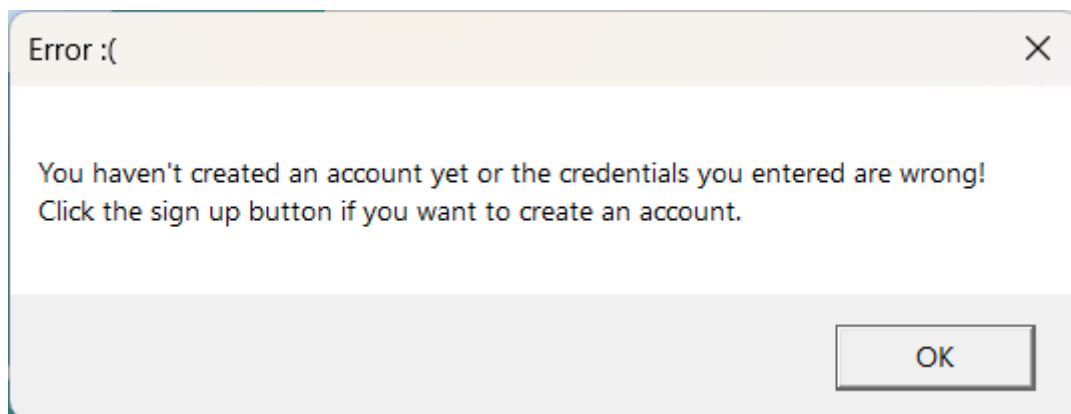 Error :(
You haven't created an account yet or the credentials you entered are wrong!
Click the sign up button if you want to create an account.
OK